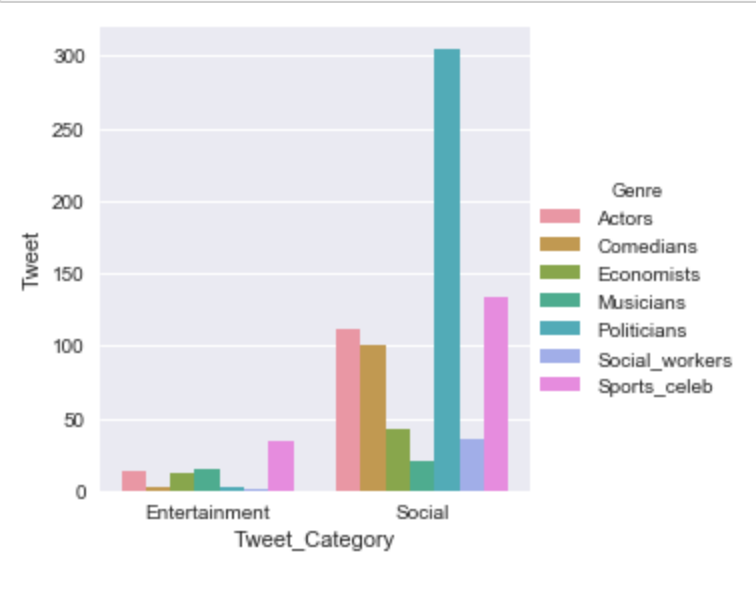 300
250
200
150
100
50
0
Tweet
Entertainment Social
Tweet_Category
Genre
Actors
Comedians
Economists
Musicians
Politicians
Social_workers
Sports_celeb